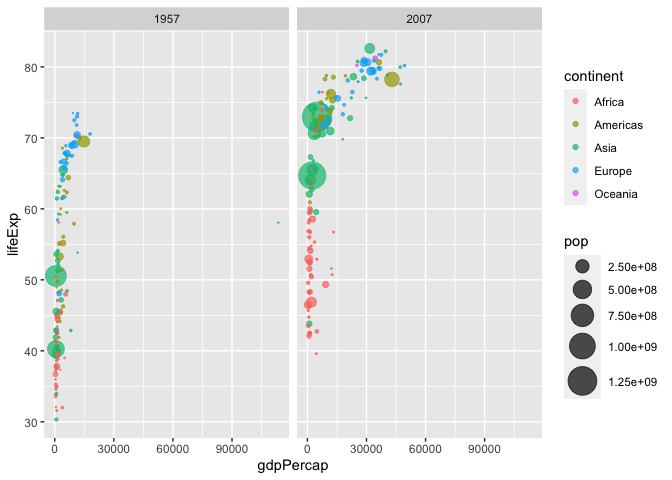 1957
2007
lifeExp
80
70
60
50
40
30
0
30000
60000
90000
0
30000
60000
90000
gdpPercap
continent
Africa
Americas
Asia
Europe
Oceania
pop
2.50e+08
5.00e+08
7.50e+08
1.00e+09
1.25e+09